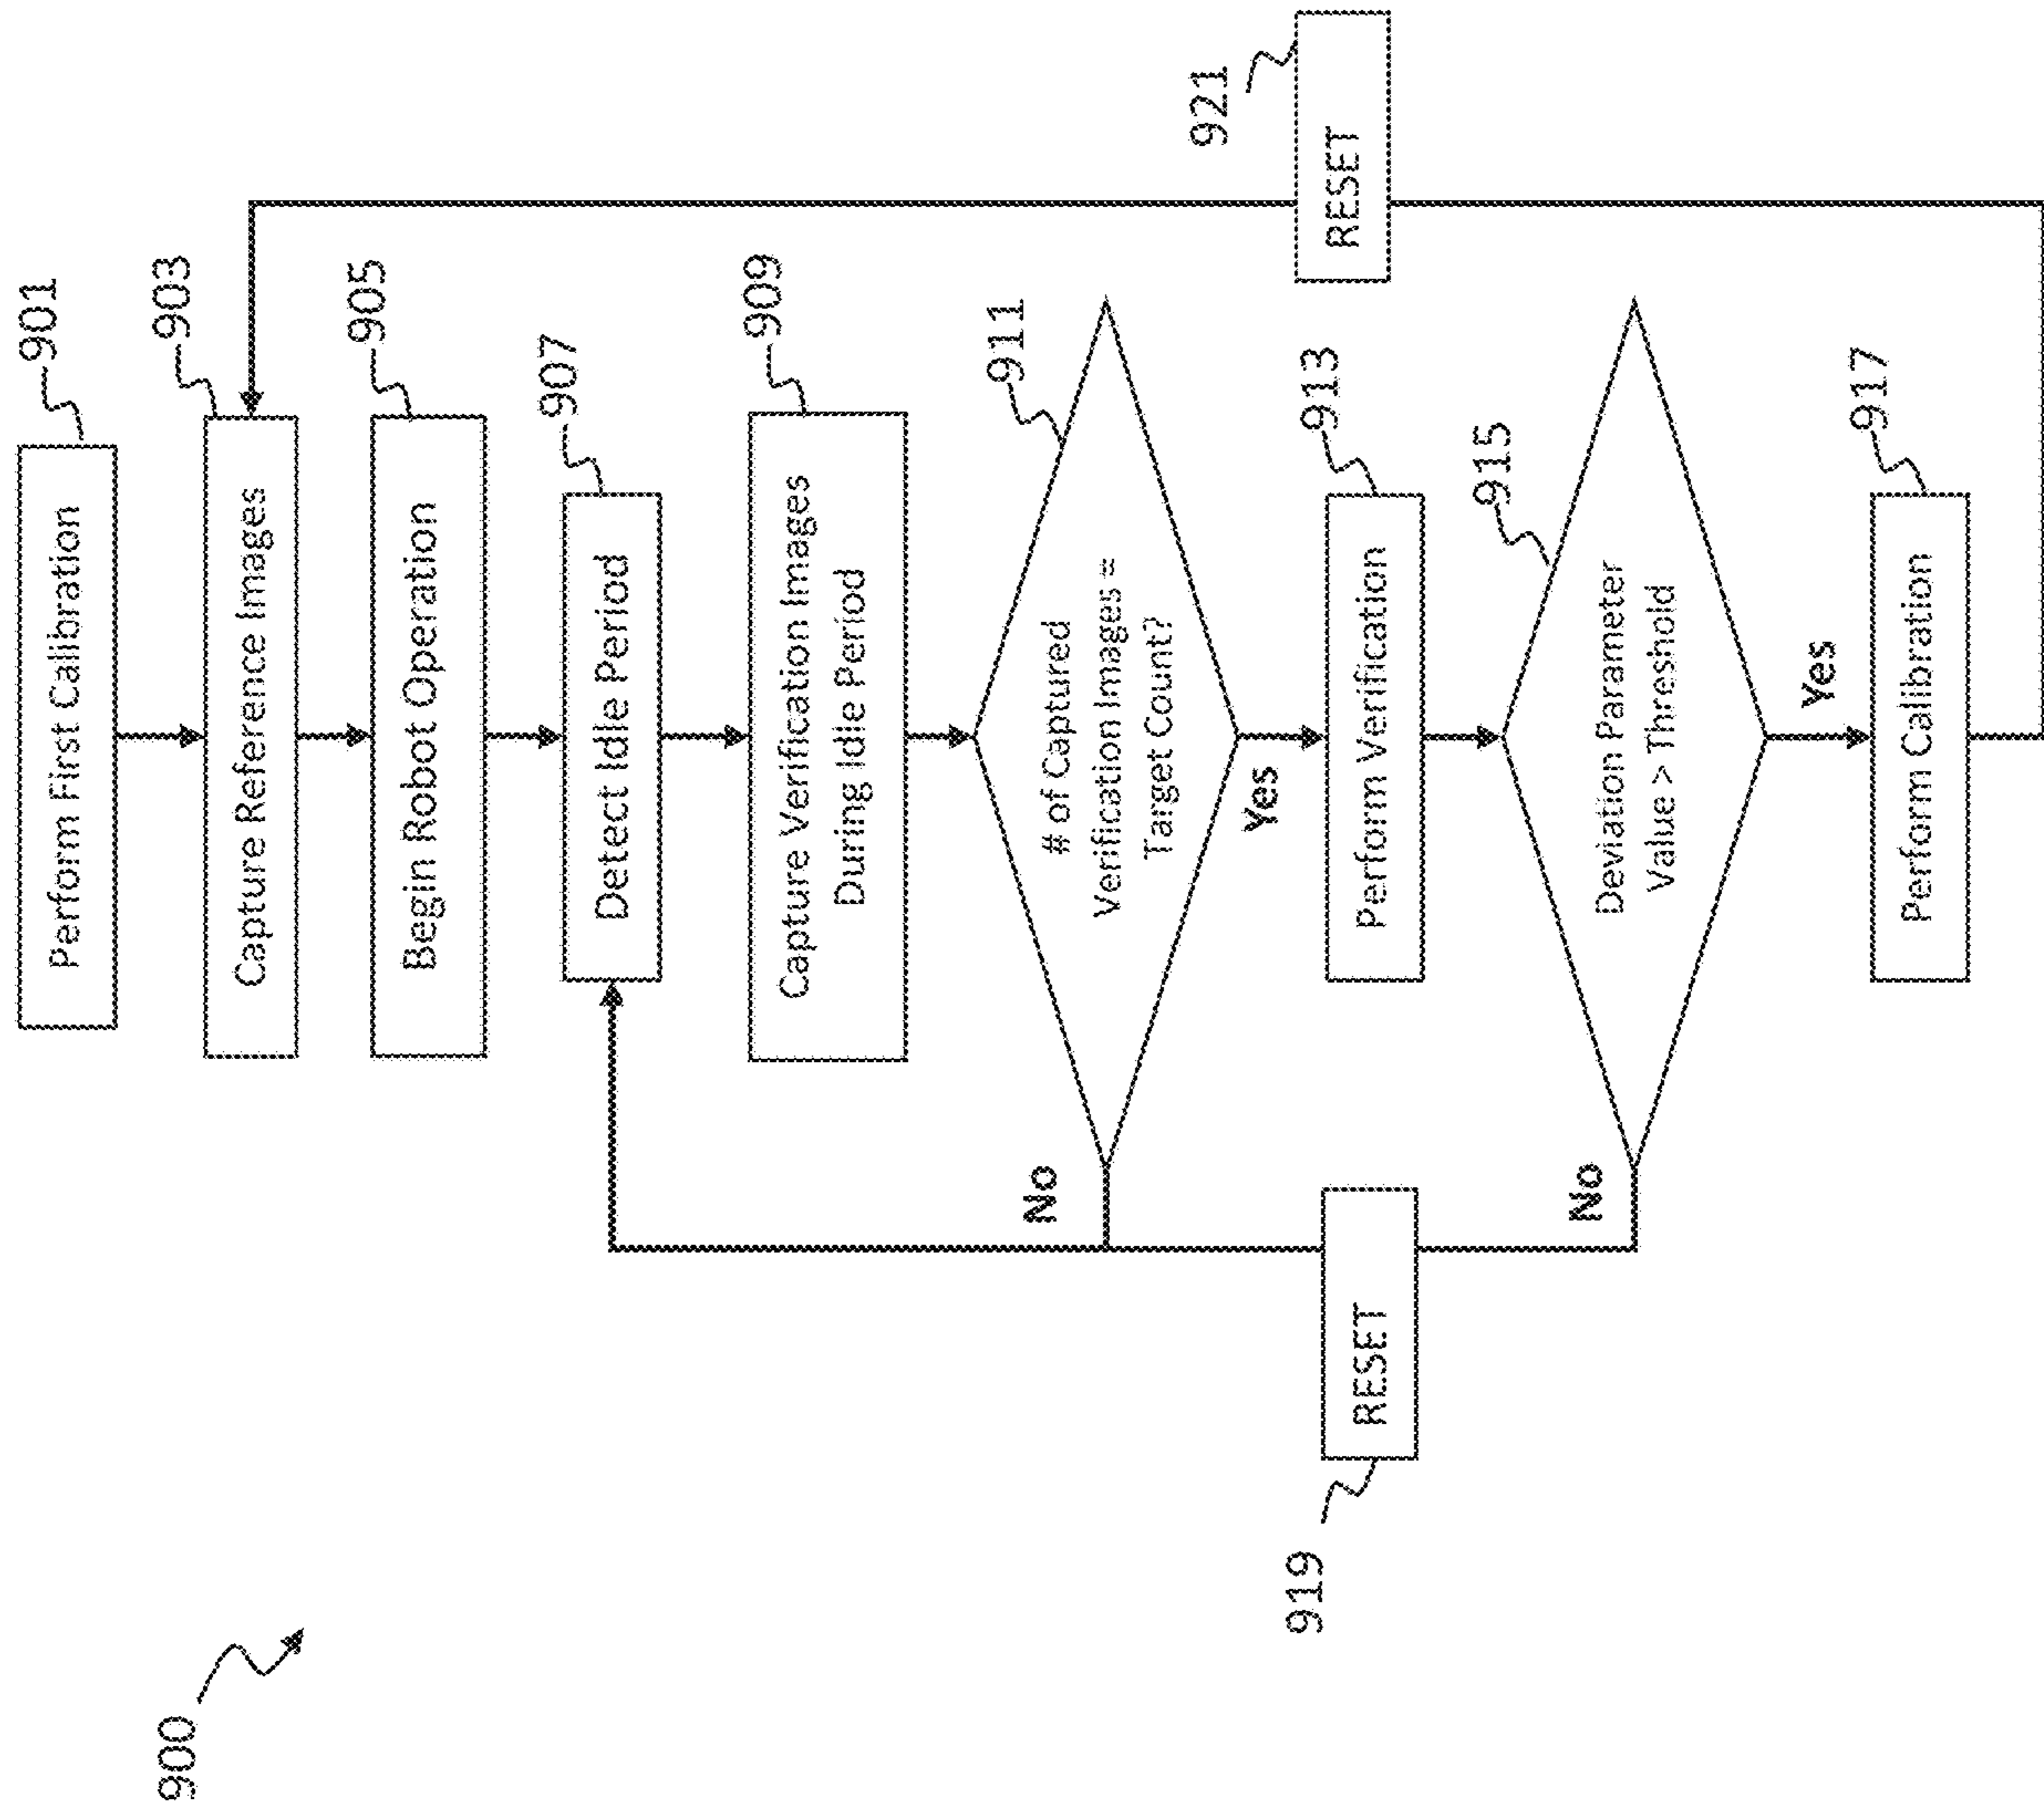 900
Perform First Calibration
901
Capture Reference Images
903
Begin Robot Operation
905
Detect Idle Period
907
Capture Verification Images
During Idle Period
909
# of Captured
Verification Images =
Target Count?
911
No
Yes
Perform Verification
913
RESET
919
RESET
921
Deviation Parameter
Value > Threshold
915
No
Yes
Perform Calibration
917